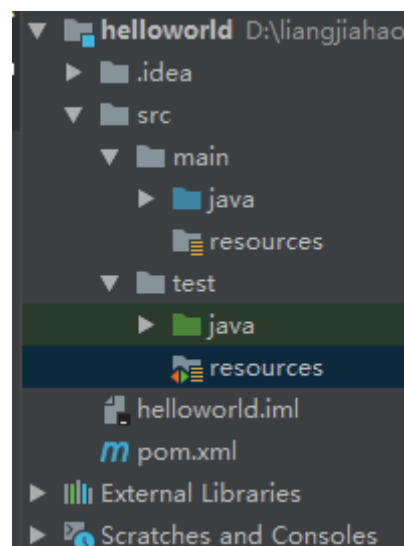 helloworld D:\liangjiahao
.idea
src
main
java
resources
test
java
resources
helloworld.iml
pom.xml
External Libraries
Scratches and Consoles